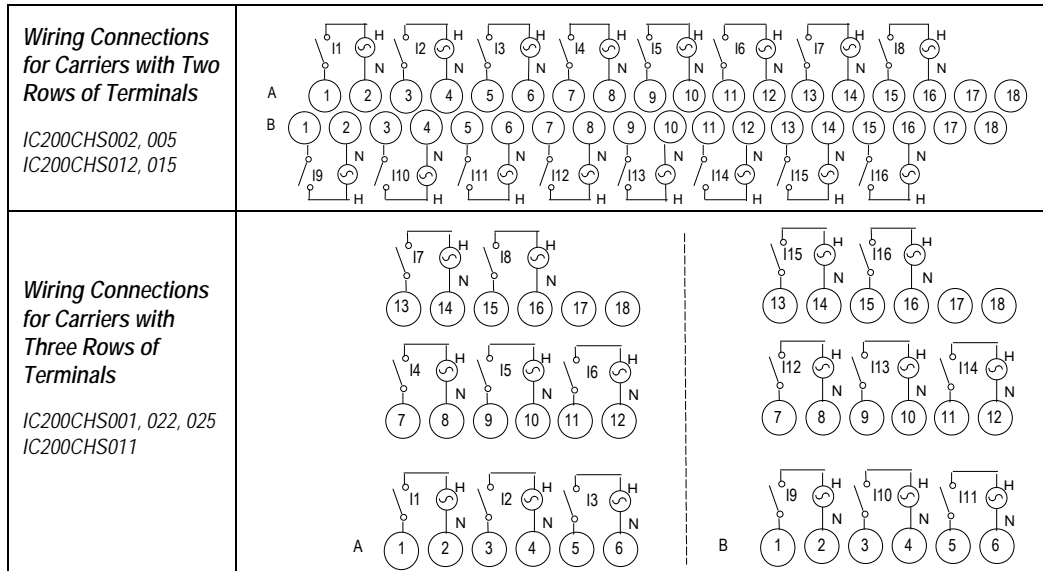 Wiring Connections
for Carriers with Two
Rows of Terminals
IC200CHS002, 005
IC200CHS012, 015
H H H H H H H H
I1 I2 I3 I4 I5 I6 I7 I8
N N N N N N N N
A 1 2 3 4 5 6 7 8 9 10 11 12 13 14 15 16 17 18
B 1 2 3 4 5 6 7 8 9 10 11 12 13 14 15 16 17 18
N N N N N N N N
I9 I10 I11 I12 I13 I14 I15 I16
H H H H H H H H
Wiring Connections
for Carriers with
Three Rows of
Terminals
IC200CHS001, 022, 025
IC200CHS011
H H
I7 I8
N N
13 14 15 16 17 18
H H H
I4 I5 I6
N N N
7 8 9 10 11 12
H H H
I1 I2 I3
N N N
A 1 2 3 4 5 6
H H
I15 I16
N N
13 14 15 16 17 18
H H H
I12 I13 I14
N N N
7 8 9 10 11 12
H H H
I9 I10 I11
N N N
B 1 2 3 4 5 6